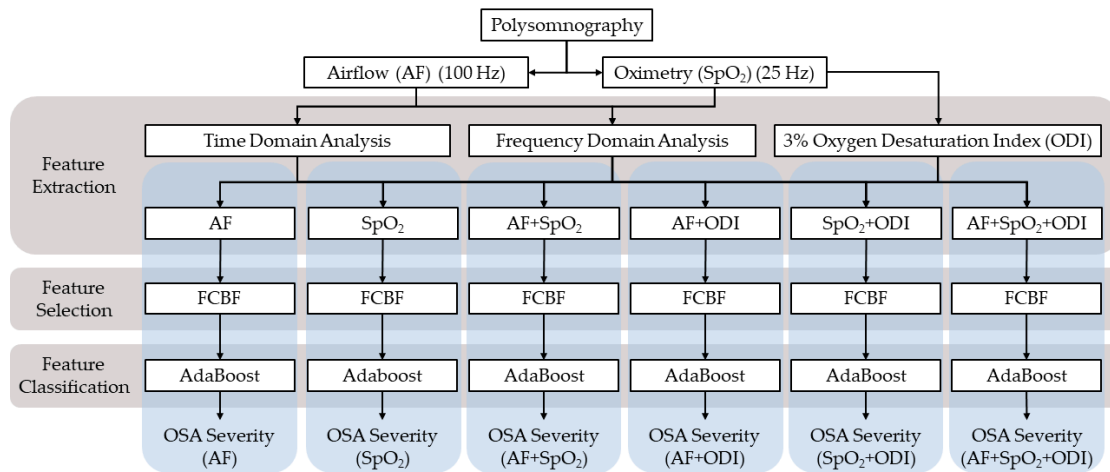 Polysomnography
Airflow (AF) (100 Hz)
Oximetry (SpO₂) (25 Hz)
Feature
Extraction
Time Domain Analysis
Frequency Domain Analysis
3% Oxygen Desaturation Index (ODI)
AF
SpO₂
AF+SpO₂
AF+ODI
SpO₂+ODI
AF+SpO₂+ODI
Feature
Selection
FCBF
FCBF
FCBF
FCBF
FCBF
FCBF
Feature
Classification
AdaBoost
Adaboost
AdaBoost
AdaBoost
AdaBoost
AdaBoost
OSA Severity
(AF)
OSA Severity
(SpO₂)
OSA Severity
(AF+SpO₂)
OSA Severity
(AF+ODI)
OSA Severity
(SpO₂+ODI)
OSA Severity
(AF+SpO₂+ODI)